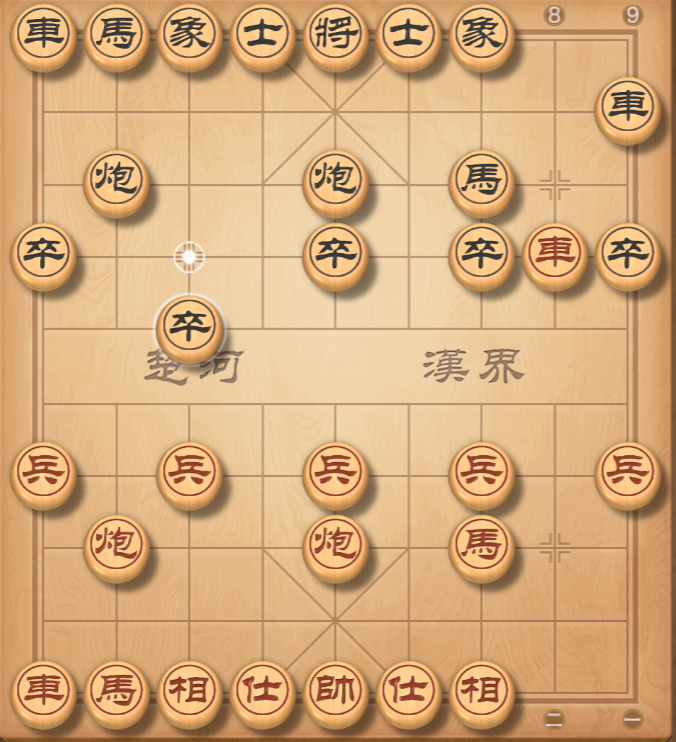 8 9
車 馬 象 士 將 士 象
車
炮 炮 馬
卒 卒 卒 車 卒
卒
楚河 漢界
兵 兵 兵 兵 兵
炮 炮 馬
車 馬 相 仕 帥 仕 相
二 一